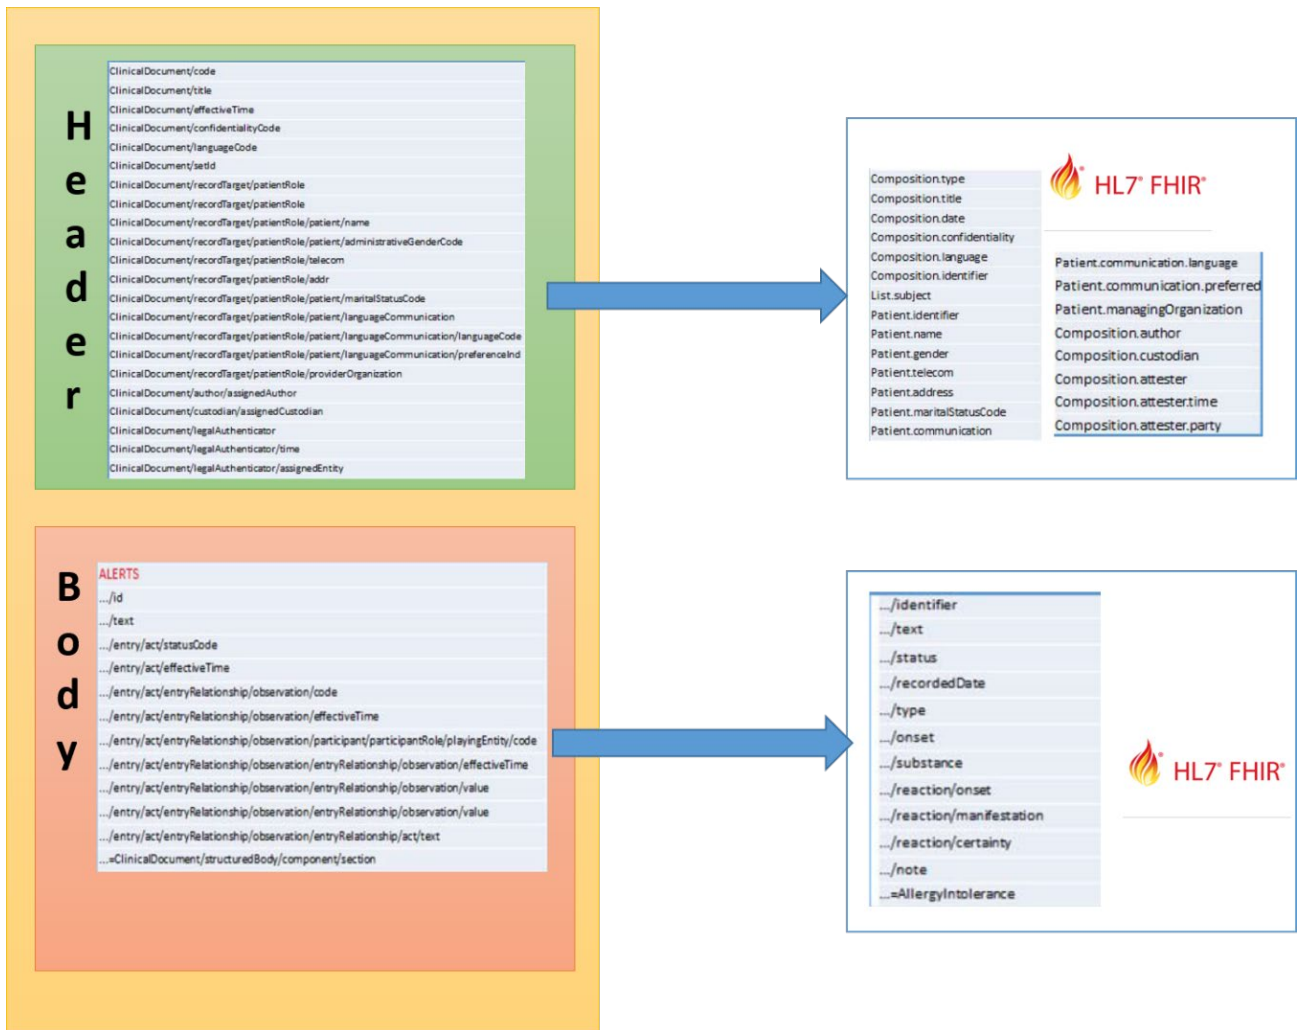 Header
ClinicalDocument/code
ClinicalDocument/title
ClinicalDocument/effectiveTime
ClinicalDocument/confidentialityCode
ClinicalDocument/languageCode
ClinicalDocument/setId
ClinicalDocument/recordTarget/patientRole
ClinicalDocument/recordTarget/patientRole
ClinicalDocument/recordTarget/patientRole/patient/name
ClinicalDocument/recordTarget/patientRole/patient/administrativeGenderCode
ClinicalDocument/recordTarget/patientRole/telecom
ClinicalDocument/recordTarget/patientRole/addr
ClinicalDocument/recordTarget/patientRole/patient/maritalStatusCode
ClinicalDocument/recordTarget/patientRole/patient/languageCommunication
ClinicalDocument/recordTarget/patientRole/patient/languageCommunication/languageCode
ClinicalDocument/recordTarget/patientRole/patient/languageCommunication/preferenceInd
ClinicalDocument/recordTarget/patientRole/providerOrganization
ClinicalDocument/author/assignedAuthor
ClinicalDocument/custodian/assignedCustodian
ClinicalDocument/legalAuthenticator
ClinicalDocument/legalAuthenticator/time
ClinicalDocument/legalAuthenticator/assignedEntity
Composition.type
Composition.title
Composition.date
Composition.confidentiality
Composition.language
Composition.identifier
List.subject
Patient.identifier
Patient.name
Patient.gender
Patient.telecom
Patient.address
Patient.maritalStatusCode
Patient.communication
HL7® FHIR®
Patient.communication.language
Patient.communication.preferred
Patient.managingOrganization
Composition.author
Composition.custodian
Composition.attester
Composition.attester.time
Composition.attester.party
Body
ALERTS
.../id
.../text
.../entry/act/statusCode
.../entry/act/effectiveTime
.../entry/act/entryRelationship/observation/code
.../entry/act/entryRelationship/observation/effectiveTime
.../entry/act/entryRelationship/observation/participant/participantRole/playingEntity/code
.../entry/act/entryRelationship/observation/entryRelationship/observation/effectiveTime
.../entry/act/entryRelationship/observation/entryRelationship/observation/value
.../entry/act/entryRelationship/observation/entryRelationship/observation/value
.../entry/act/entryRelationship/observation/entryRelationship/act/text
...=ClinicalDocument/structuredBody/component/section
.../identifier
.../text
.../status
.../recordedDate
.../type
.../onset
.../substance
.../reaction/onset
.../reaction/manifestation
.../reaction/certainty
.../note
...=AllergyIntolerance
HL7® FHIR®